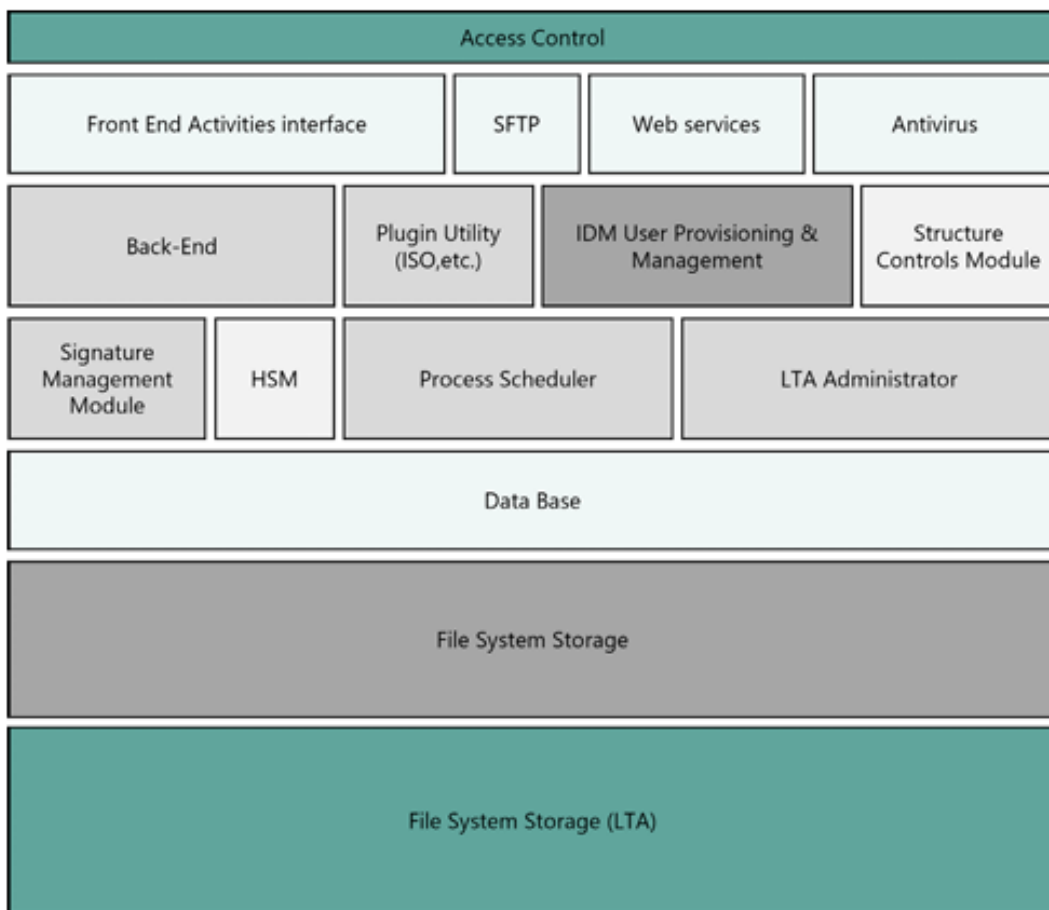 Access Control
Front End Activities interface
SFTP
Web services
Antivirus
Back-End
Plugin Utility
(ISO,etc.)
IDM User Provisioning &
Management
Structure
Controls Module
Signature
Management
Module
HSM
Process Scheduler
LTA Administrator
Data Base
File System Storage
File System Storage (LTA)